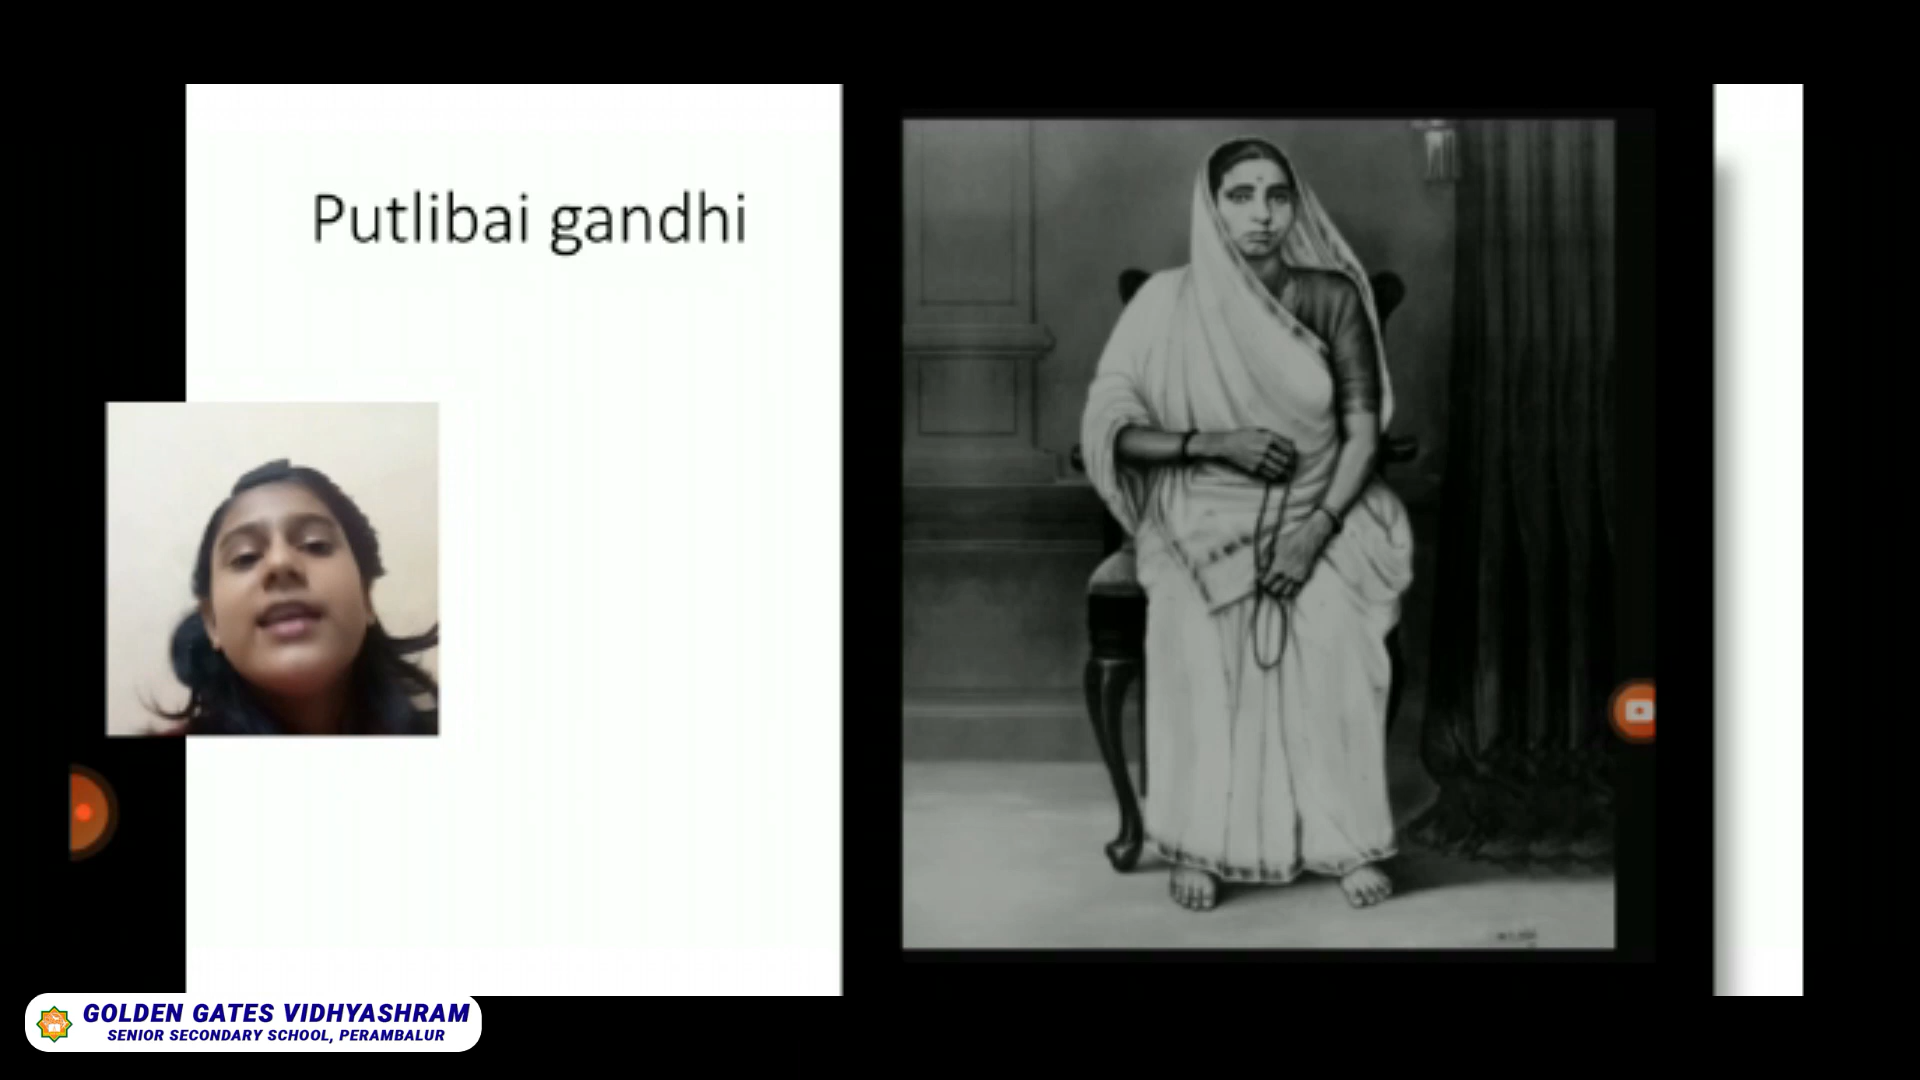 Putlibai gandhi
GOLDEN GATES VIDHYASHRAM
SENIOR SECONDARY SCHOOL, PERAMBALUR